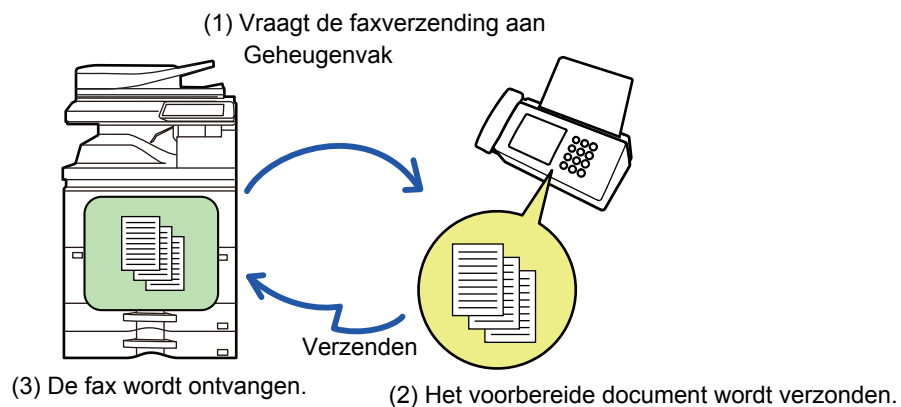 (1) Vraagt de faxverzending aan
Geheugenvak
Verzenden
(3) De fax wordt ontvangen.
(2) Het voorbereide document wordt verzonden.